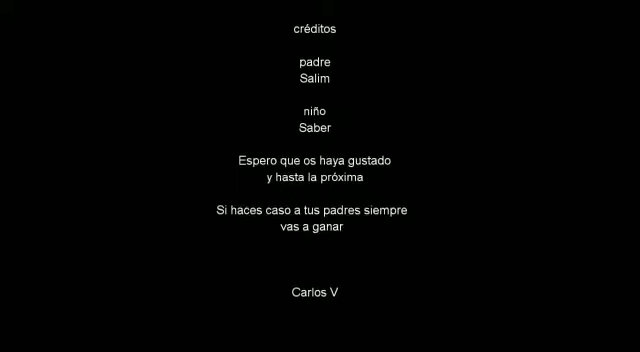 créditos
padre
Salim
niño
Saber
Espero que os haya gustado
y hasta la próxima
Si haces caso a tus padres siempre
vas a ganar
Carlos V